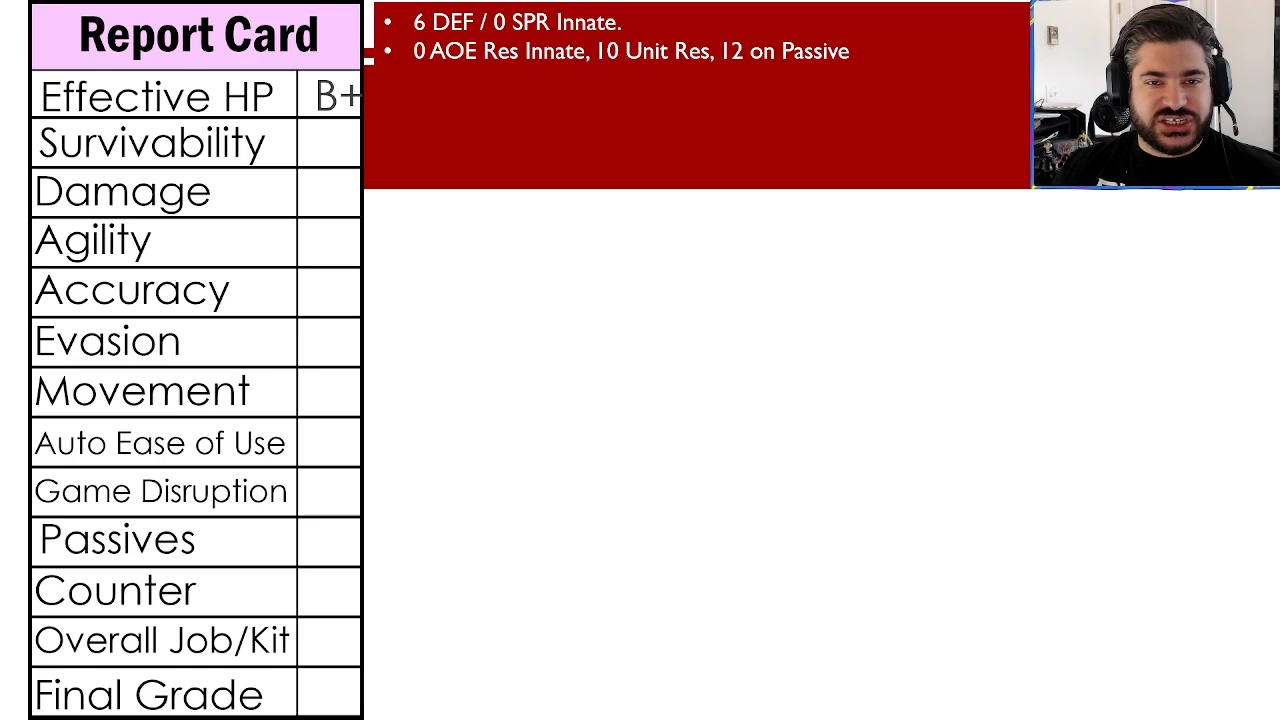 Report Card
Effective HP B+
Survivability
Damage
Agility
Accuracy
Evasion
Movement
Auto Ease of Use
Game Disruption
Passives
Counter
Overall Job/Kit
Final Grade
• 6 DEF / 0 SPR Innate.
• 0 AOE Res Innate, 10 Unit Res, 12 on Passive